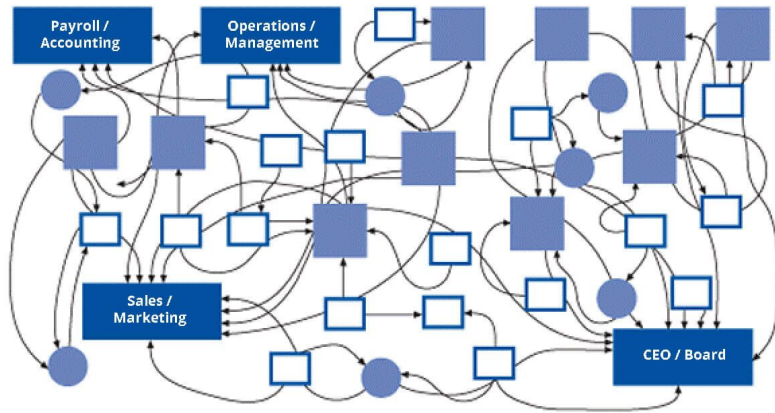 Payroll /
Accounting
Operations /
Management
Sales /
Marketing
CEO / Board